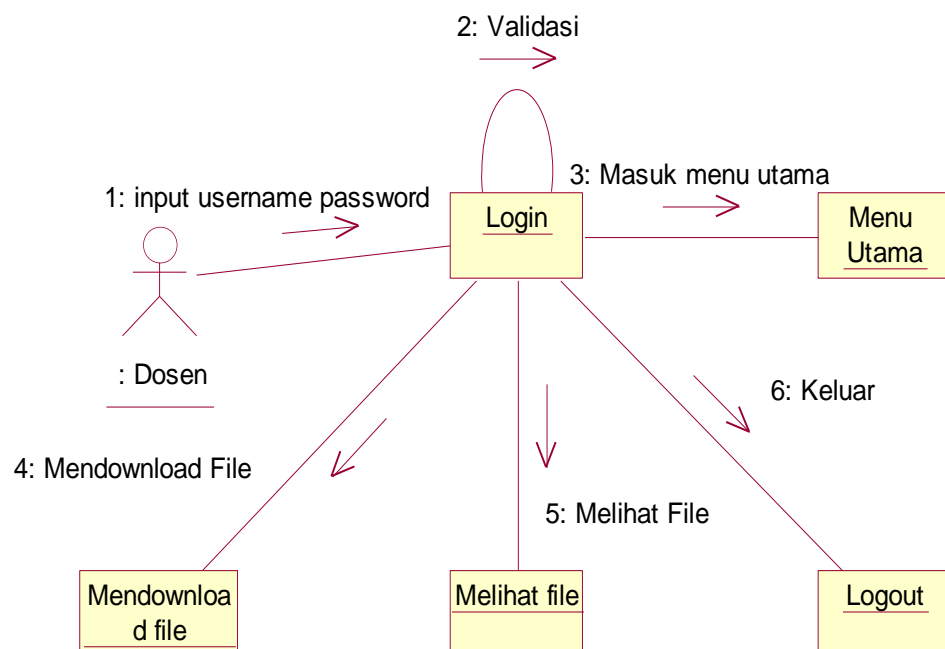 2: Validasi
3: Masuk menu utama
1: input username password
Login
Menu
Utama
: Dosen
6: Keluar
4: Mendownload File
5: Melihat File
Mendownloa
d file
Melihat file
Logout